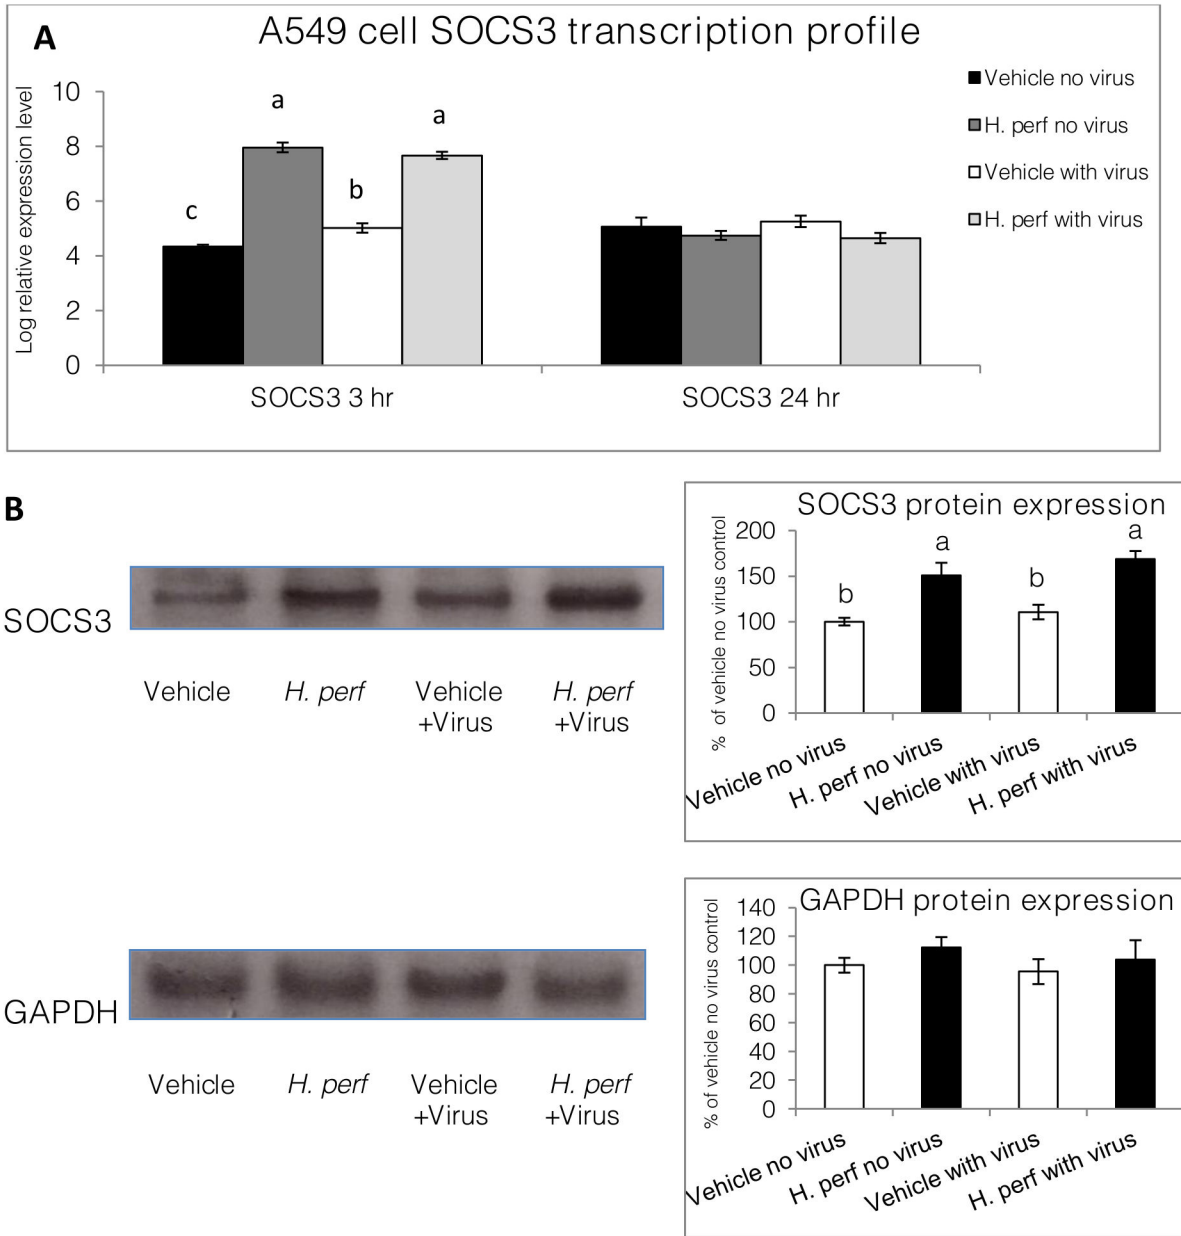 A
A549 cell SOCS3 transcription profile
Log relative expression level
10
8
6
4
2
0
c
a
b
a
SOCS3 3 hr
SOCS3 24 hr
Vehicle no virus
H. perf no virus
Vehicle with virus
H. perf with virus
B
SOCS3
Vehicle
H. perf
Vehicle
+Virus
H. perf
+Virus
SOCS3 protein expression
% of vehicle no virus control
200
150
100
50
0
b
a
b
a
Vehicle no virus
H. perf no virus
Vehicle with virus
H. perf with virus
GAPDH
Vehicle
H. perf
Vehicle
+Virus
H. perf
+Virus
GAPDH protein expression
% of vehicle no virus control
140
120
100
80
60
40
20
0
Vehicle no virus
H. perf no virus
Vehicle with virus
H. perf with virus